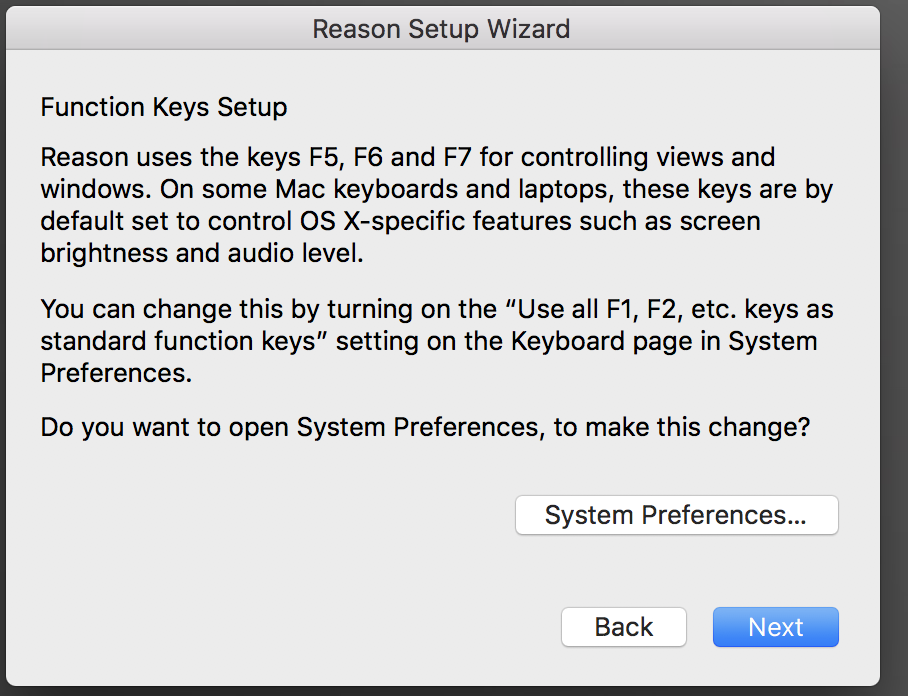 Reason Setup Wizard
Function Keys Setup
Reason uses the keys F5, F6 and F7 for controlling views and
windows. On some Mac keyboards and laptops, these keys are by
default set to control OS X-specific features such as screen
brightness and audio level.
You can change this by turning on the “Use all F1, F2, etc. keys as
standard function keys” setting on the Keyboard page in System
Preferences.
Do you want to open System Preferences, to make this change?
System Preferences...
Back
Next